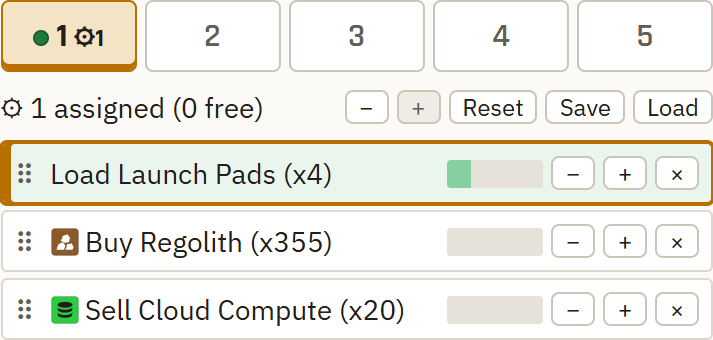 1 1 2 3 4 5
1 assigned (0 free) − + Reset Save Load
Load Launch Pads (x4) − + ×
Buy Regolith (x355) − + ×
Sell Cloud Compute (x20) − + ×